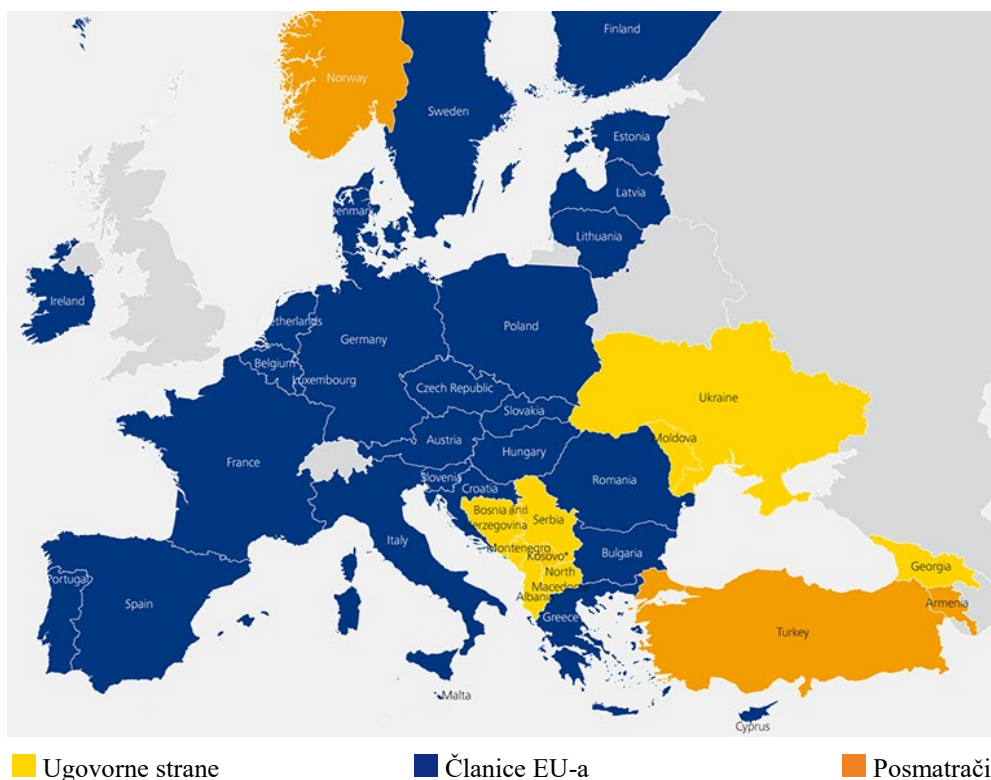 Finland
Norway
Sweden
Estonia
Latvia
Denmark
Lithuania
Ireland
Netherlands
Poland
Germany
Belgium
Luxembourg
Czech Republic
Ukraine
Slovakia
Austria
Moldova
Hungary
France
Slovenia
Romania
Croatia
Bosnia and
Herzegovina
Serbia
Italy
Montenegro
Kosovo*
Bulgaria
Georgia
North
Macedon
Portugal
Spain
Albania
Armenia
Greece
Turkey
Malta
Cyprus
Ugovorne strane
Članice EU-a
Posmatrači